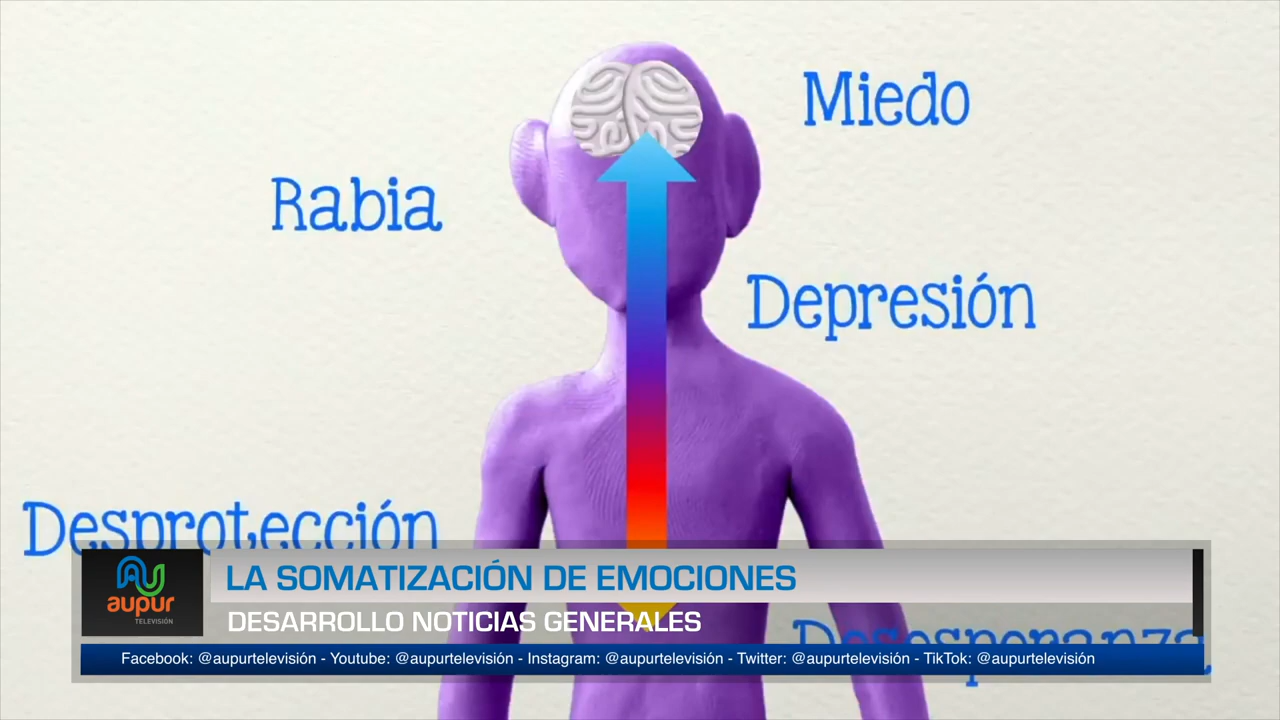 Miedo
Rabia
Depresión
Desprotección
LA SOMATIZACIÓN DE EMOCIONES
aupur
TELEVISIÓN
DESARROLLO NOTICIAS GENERALES
Desesperanza
Facebook: @aupurtelevisión - Youtube: @aupurtelevisión - Instagram: @aupurtelevisión - Twitter: @aupurtelevisión - TikTok: @aupurtelevisión